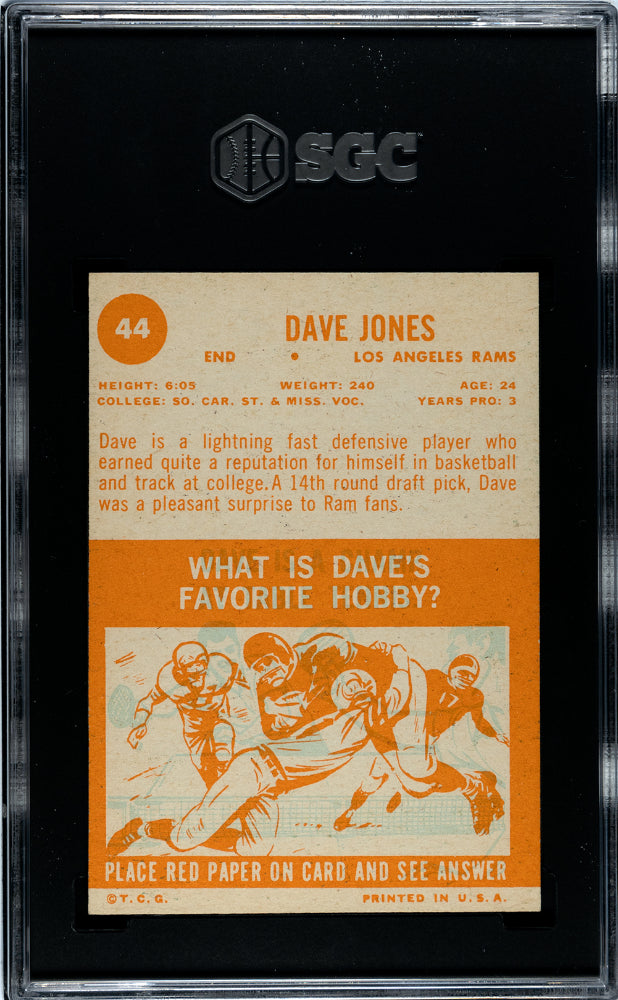 SGC
44
DAVE JONES
END • LOS ANGELES RAMS
HEIGHT: 6:05 WEIGHT: 240 AGE: 24
COLLEGE: SO. CAR. ST. & MISS. VOC. YEARS PRO: 3
Dave is a lightning fast defensive player who
earned quite a reputation for himself in basketball
and track at college. A 14th round draft pick, Dave
was a pleasant surprise to Ram fans.
WHAT IS DAVE'S
FAVORITE HOBBY?
PLACE RED PAPER ON CARD AND SEE ANSWER
©T.C.G. PRINTED IN U.S.A.